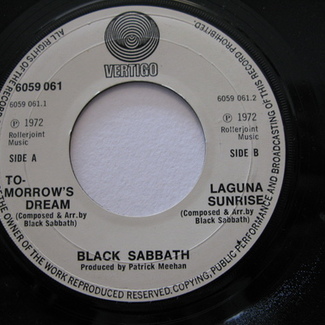 ALL RIGHTS OF THE RECORD
PRODUCER AND OF THE OWNER OF THE WORK REPRODUCED RESERVED. COPYING, PUBLIC PERFORMANCE AND BROADCASTING OF THIS RECORD PROHIBITED.
VERTIGO
6059 061
6059 061.1
Ⓟ 1972
Rollerjoint
Music
SIDE A
TO-
MORROW'S
DREAM
(Composed & Arr.by
Black Sabbath)
6059 061.2
Ⓟ 1972
Rollerjoint
Music
SIDE B
LAGUNA
SUNRISE
(Composed & Arr.by
Black Sabbath)
BLACK SABBATH
Produced by Patrick Meehan